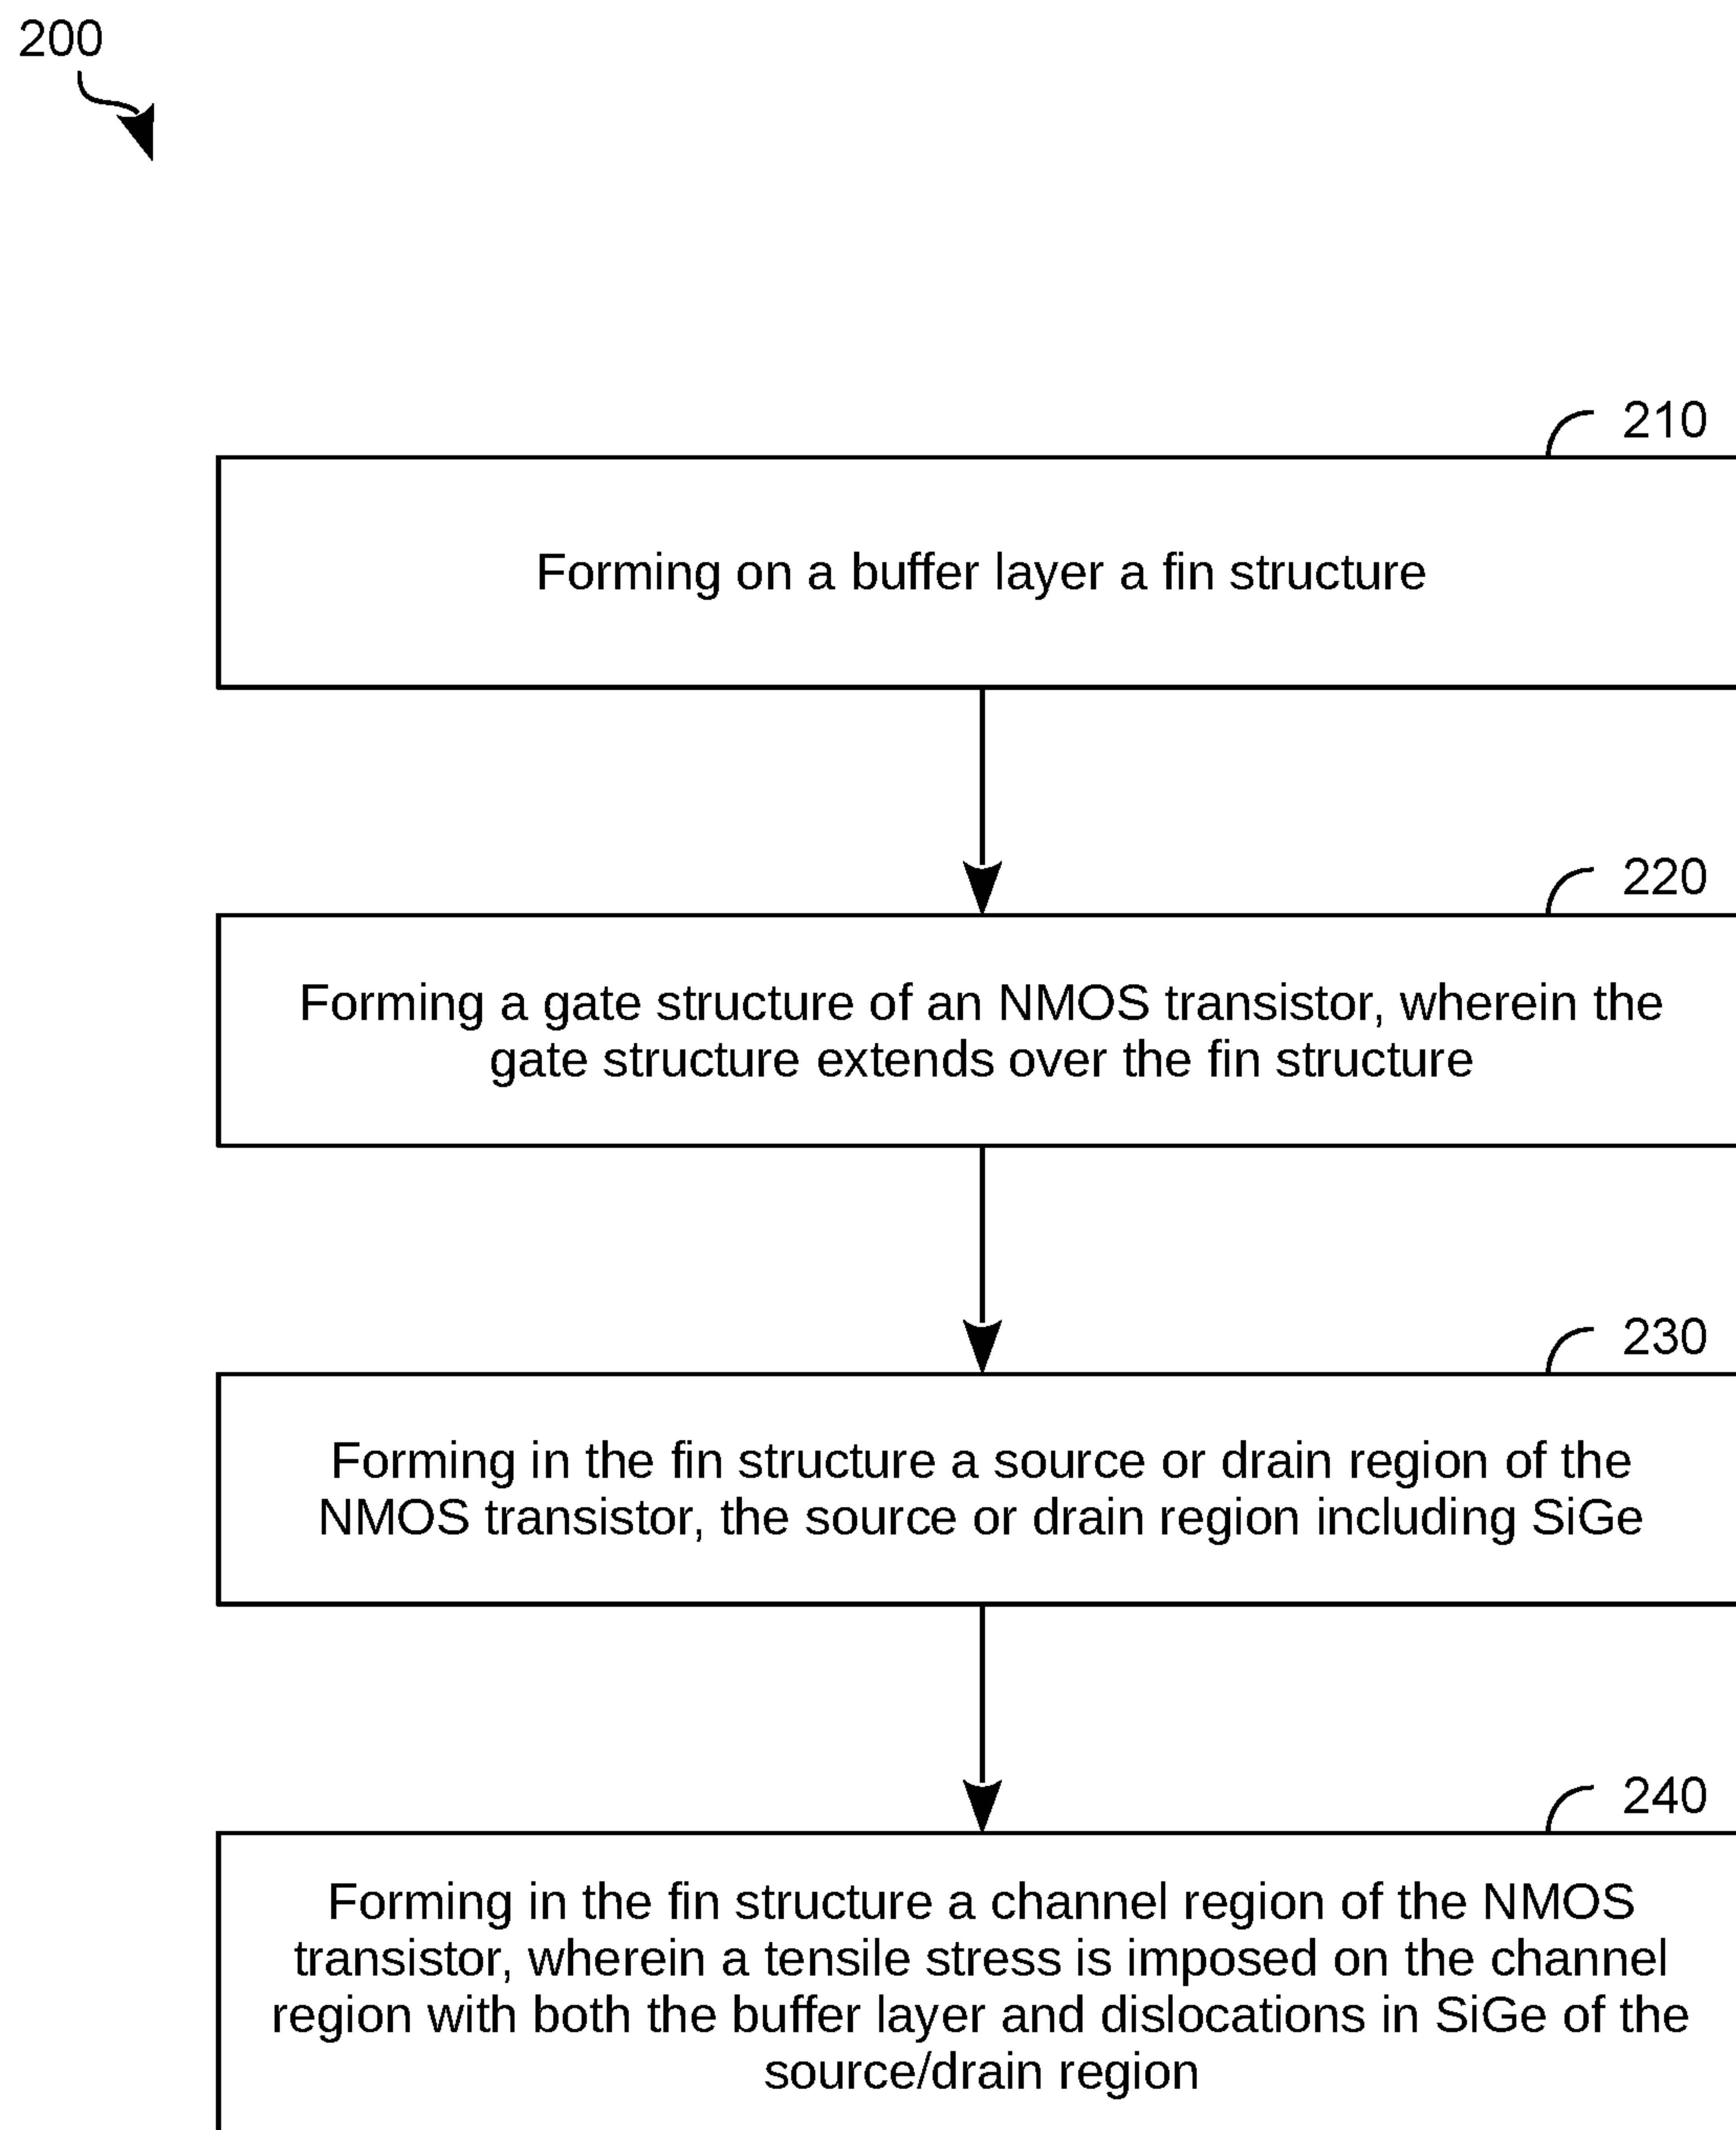 200
210
Forming on a buffer layer a fin structure
220
Forming a gate structure of an NMOS transistor, wherein the
gate structure extends over the fin structure
230
Forming in the fin structure a source or drain region of the
NMOS transistor, the source or drain region including SiGe
240
Forming in the fin structure a channel region of the NMOS
transistor, wherein a tensile stress is imposed on the channel
region with both the buffer layer and dislocations in SiGe of the
source/drain region